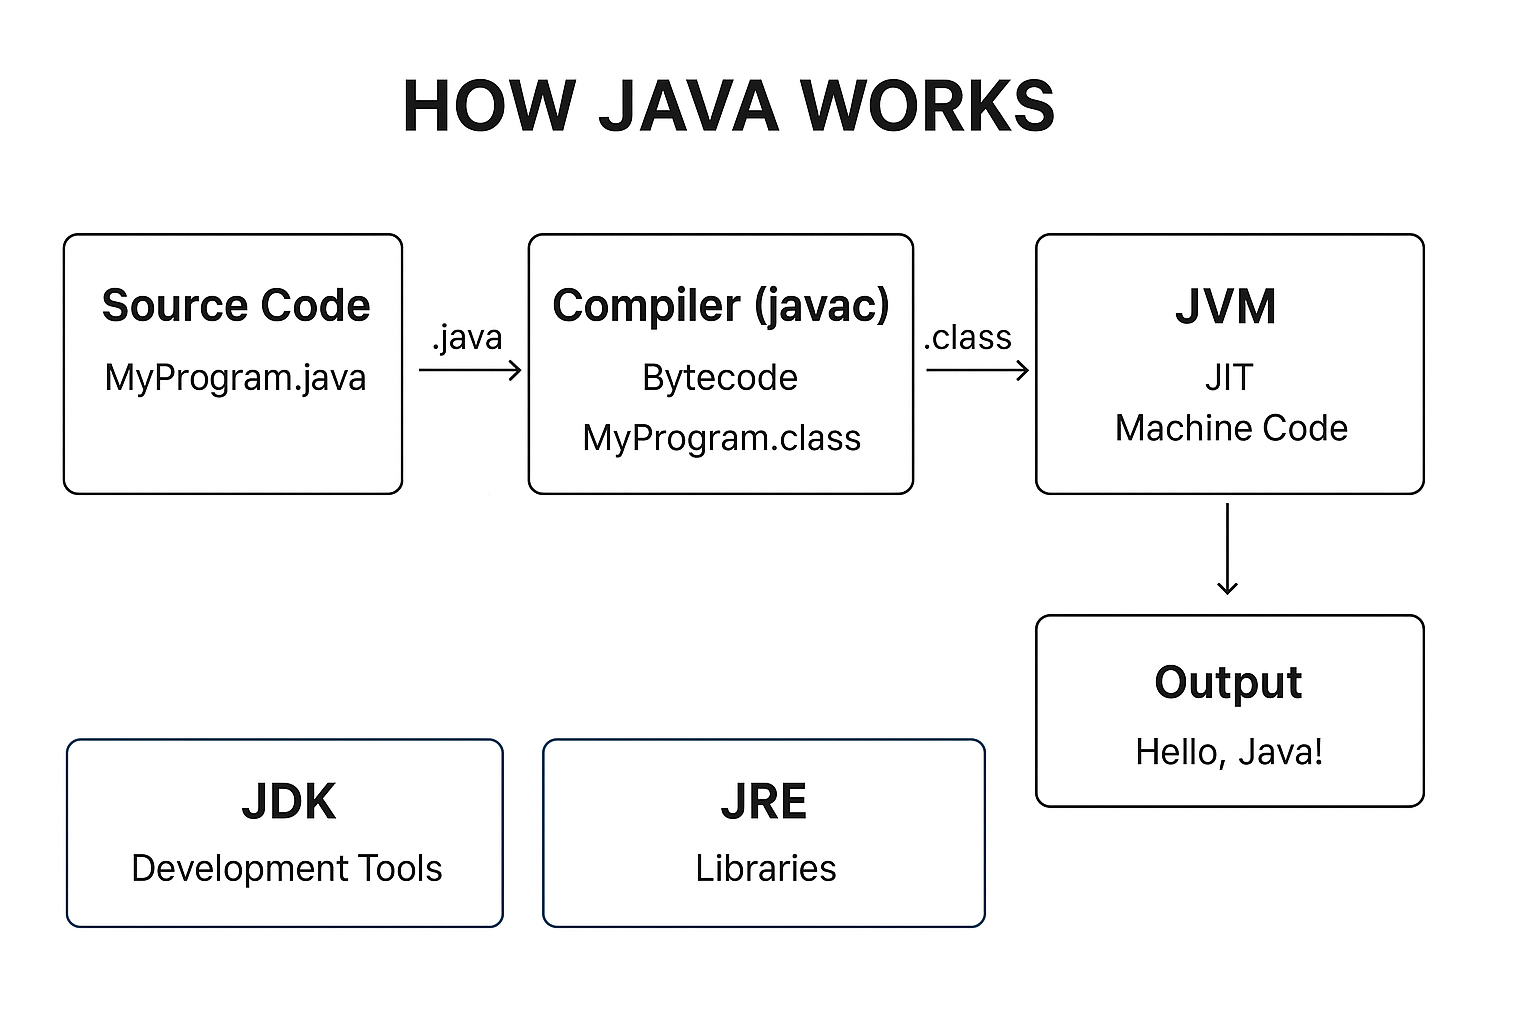 HOW JAVA WORKS
Source Code
MyProgram.java
.java
Compiler (javac)
Bytecode
MyProgram.class
.class
JVM
JIT
Machine Code
Output
Hello, Java!
JDK
Development Tools
JRE
Libraries